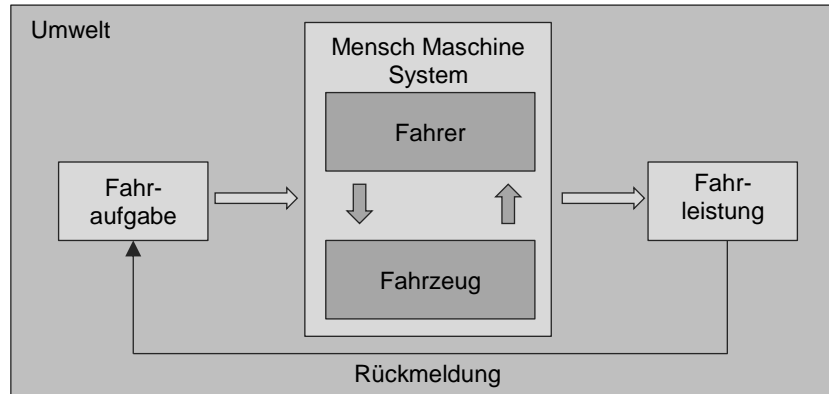 Umwelt
Mensch Maschine
System
Fahrer
Fahr-
aufgabe
Fahr-
leistung
Fahrzeug
Rückmeldung